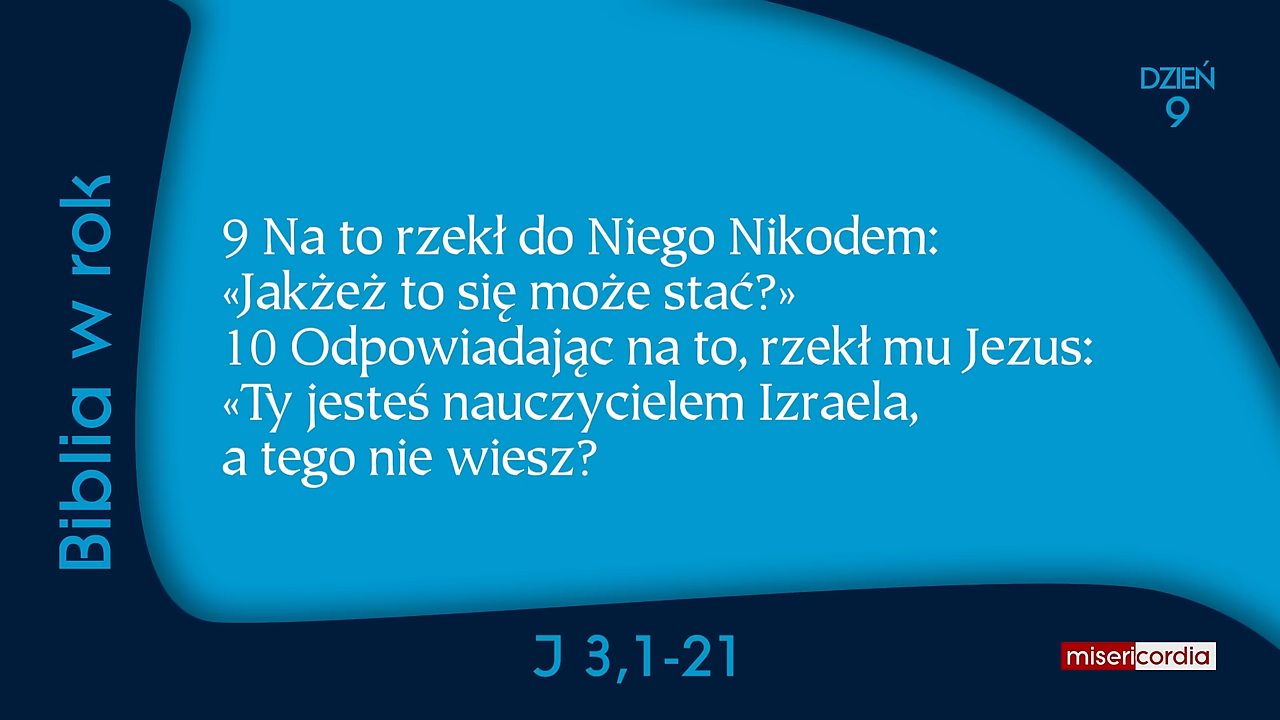 DZIEŃ
9
Biblia w rok
9 Na to rzekł do Niego Nikodem:
«Jakżeż to się może stać?»
10 Odpowiadając na to, rzekł mu Jezus:
«Ty jesteś nauczycielem Izraela,
a tego nie wiesz?
J 3,1-21
misericordia